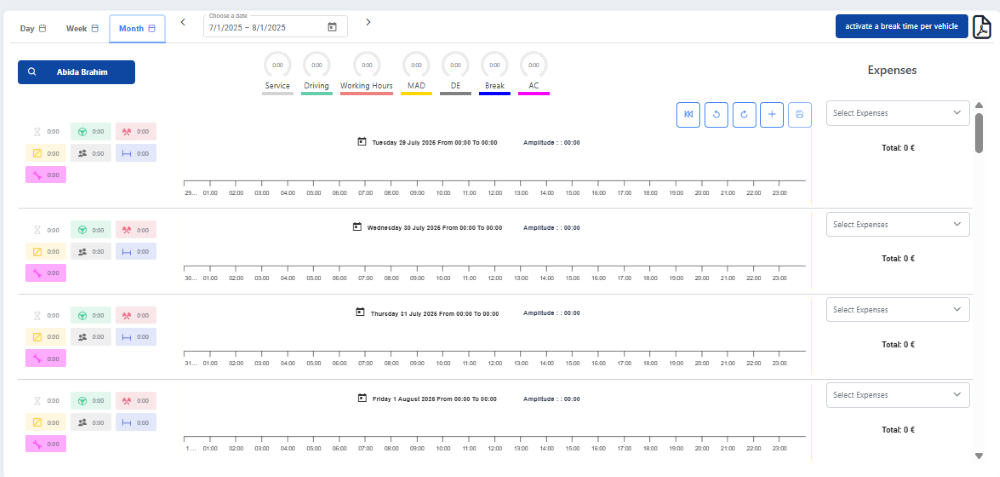 Day Week Month
Choose a date
7/1/2025 – 8/1/2025
activate a break time per vehicle
Abida Brahim
0:00 0:00 0:00 0:00 0:00 0:00 0:00
Service Driving Working Hours MAD DE Break AC
Expenses
0:00 0:00 0:00
0:00 0:00 0:00
0:00
Tuesday 29 July 2025 From 00:00 To 00:00 Amplitude : : 00:00
29... 01:00 02:00 03:00 04:00 05:00 06:00 07:00 08:00 09:00 10:00 11:00 12:00 13:00 14:00 15:00 16:00 17:00 18:00 19:00 20:00 21:00 22:00 23:00
Select Expenses
Total: 0 €
0:00 0:00 0:00
0:00 0:00 0:00
0:00
Wednesday 30 July 2025 From 00:00 To 00:00 Amplitude : : 00:00
30... 01:00 02:00 03:00 04:00 05:00 06:00 07:00 08:00 09:00 10:00 11:00 12:00 13:00 14:00 15:00 16:00 17:00 18:00 19:00 20:00 21:00 22:00 23:00
Select Expenses
Total: 0 €
0:00 0:00 0:00
0:00 0:00 0:00
0:00
Thursday 31 July 2025 From 00:00 To 00:00 Amplitude : : 00:00
31... 01:00 02:00 03:00 04:00 05:00 06:00 07:00 08:00 09:00 10:00 11:00 12:00 13:00 14:00 15:00 16:00 17:00 18:00 19:00 20:00 21:00 22:00 23:00
Select Expenses
Total: 0 €
0:00 0:00 0:00
0:00 0:00 0:00
0:00
Friday 1 August 2025 From 00:00 To 00:00 Amplitude : : 00:00
1 ... 01:00 02:00 03:00 04:00 05:00 06:00 07:00 08:00 09:00 10:00 11:00 12:00 13:00 14:00 15:00 16:00 17:00 18:00 19:00 20:00 21:00 22:00 23:00
Select Expenses
Total: 0 €